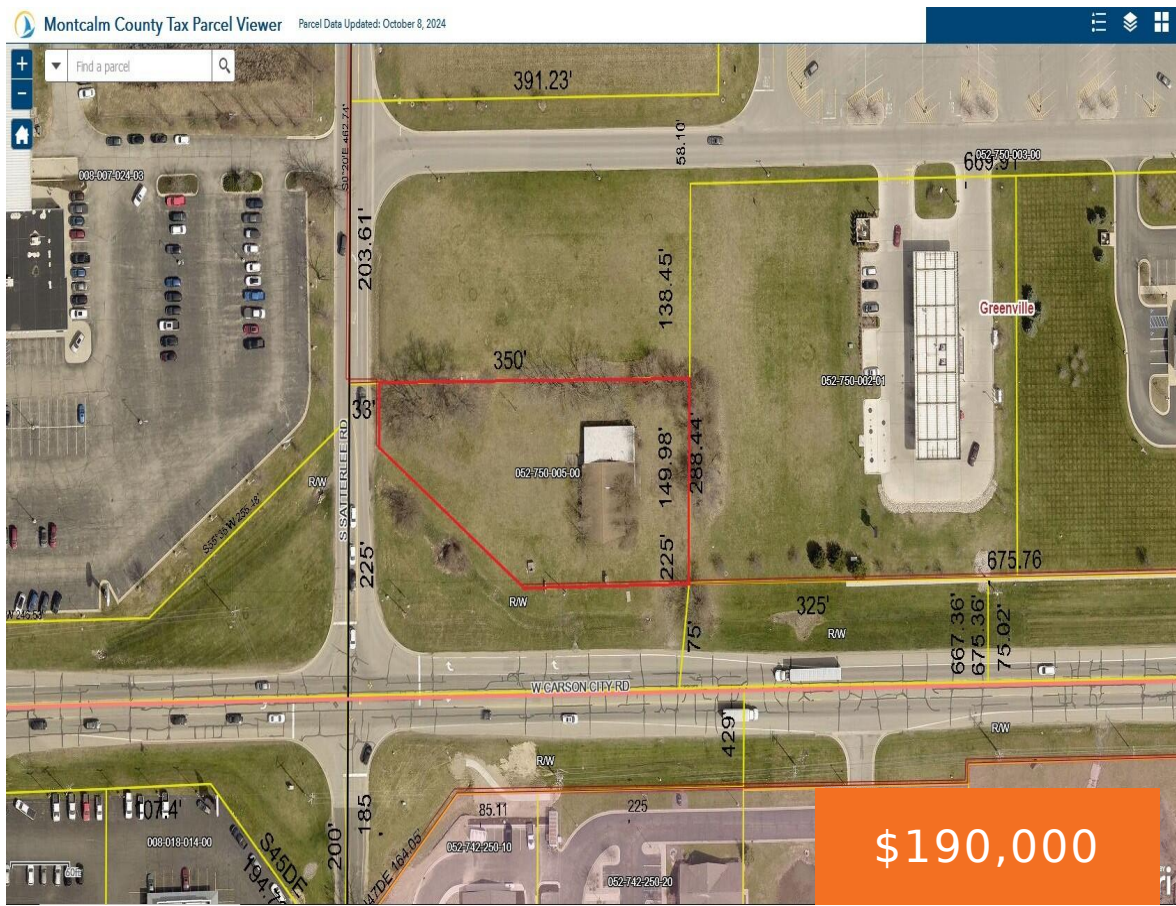 Montcalm County Tax Parcel Viewer
Parcel Data Updated: October 8, 2024
+
Find a parcel
−
391.23'
S0°20'E 462.74'
58.10'
008-007-024-03
052-750-003-00
669.91
203.61'
138.45'
Greenville
350'
052-750-002-01
33'
149.98'
288.44'
052-750-005-00
R/W
S SATTERLEE RD
225'
225'
675.76
R/W
325'
R/W
75'
667.36'
675.36'
75.02'
W CARSON CITY RD
429'
R/W
R/W
185
85.11
225
008-018-014-00
200'
S45DE
052-742-250-10
052-742-250-20
60ft
$190,000